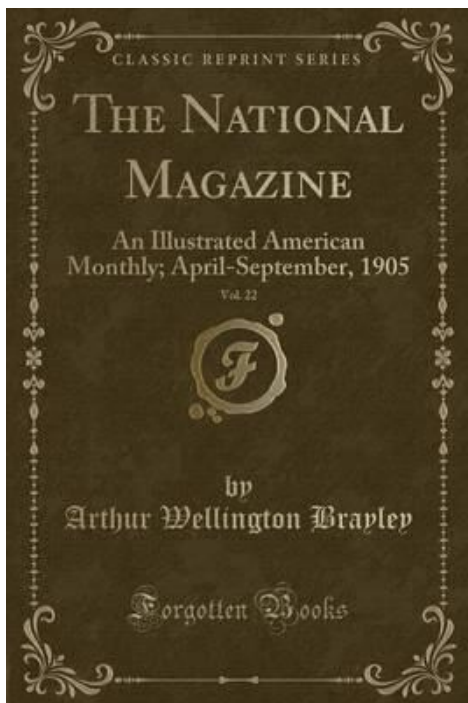 CLASSIC REPRINT SERIES
THE NATIONAL
MAGAZINE
An Illustrated American
Monthly; April-September, 1905
Vol. 22
F
by
Arthur Wellington Brayley
Forgotten Books